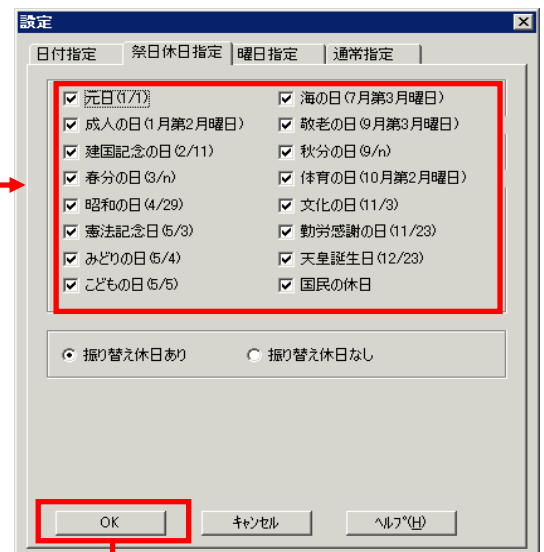 設定
日付指定 祭日休日指定 曜日指定 通常指定
元日(1/1) 海の日(7月第3月曜日)
成人の日(1月第2月曜日) 敬老の日(9月第3月曜日)
建国記念の日(2/11) 秋分の日(9/n)
春分の日(3/n) 体育の日(10月第2月曜日)
昭和の日(4/29) 文化の日(11/3)
憲法記念日(5/3) 勤労感謝の日(11/23)
みどりの日(5/4) 天皇誕生日(12/23)
こどもの日(5/5) 国民の休日
振り替え休日あり 振り替え休日なし
OK キャンセル ヘルプ(H)